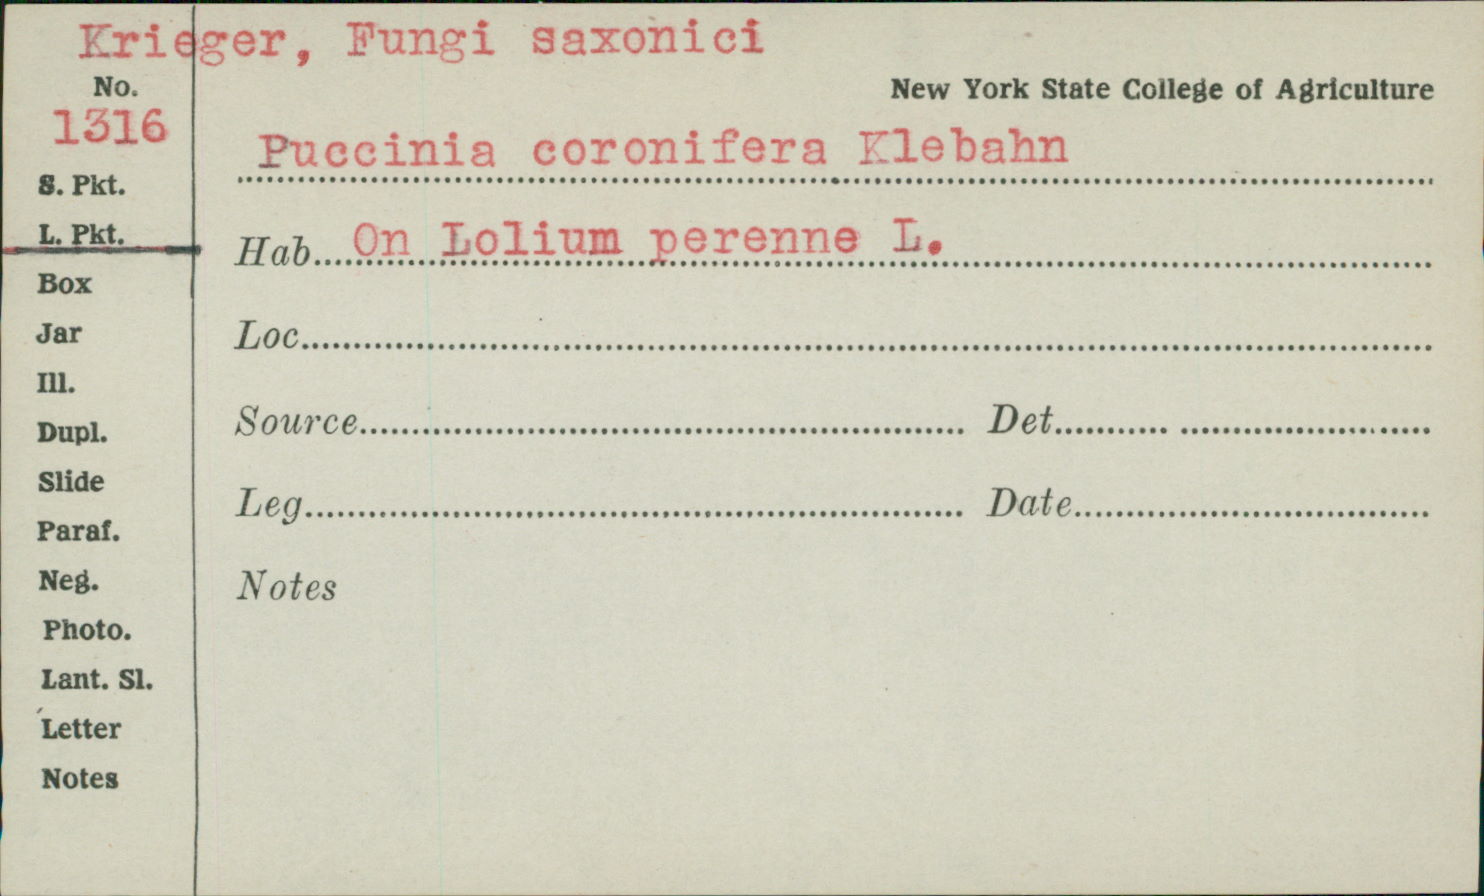 Krieger, Fungi saxonici
No.
New York State College of Agriculture
1316
Puccinia coronifera Klebahn
S. Pkt.
L. Pkt.
Hab. On Lolium perenne L.
Box
Loc.
Jar
Ill.
Source Det.
Dupl.
Slide
Leg. Date
Paraf.
Neg.
Notes
Photo.
Lant. Sl.
Letter
Notes